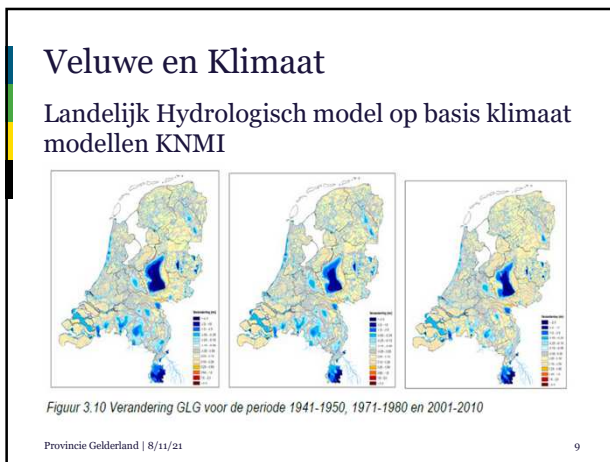 Veluwe en Klimaat
Landelijk Hydrologisch model op basis klimaat
modellen KNMI
Figuur 3.10 Verandering GLG voor de periode 1941-1950, 1971-1980 en 2001-2010
Provincie Gelderland | 8/11/21
9